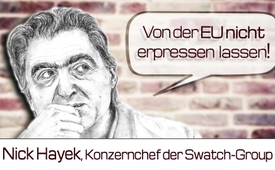 Von der EU nicht
erpressen lassen!
Nick Hayek, Konzernchef der Swatch-Group